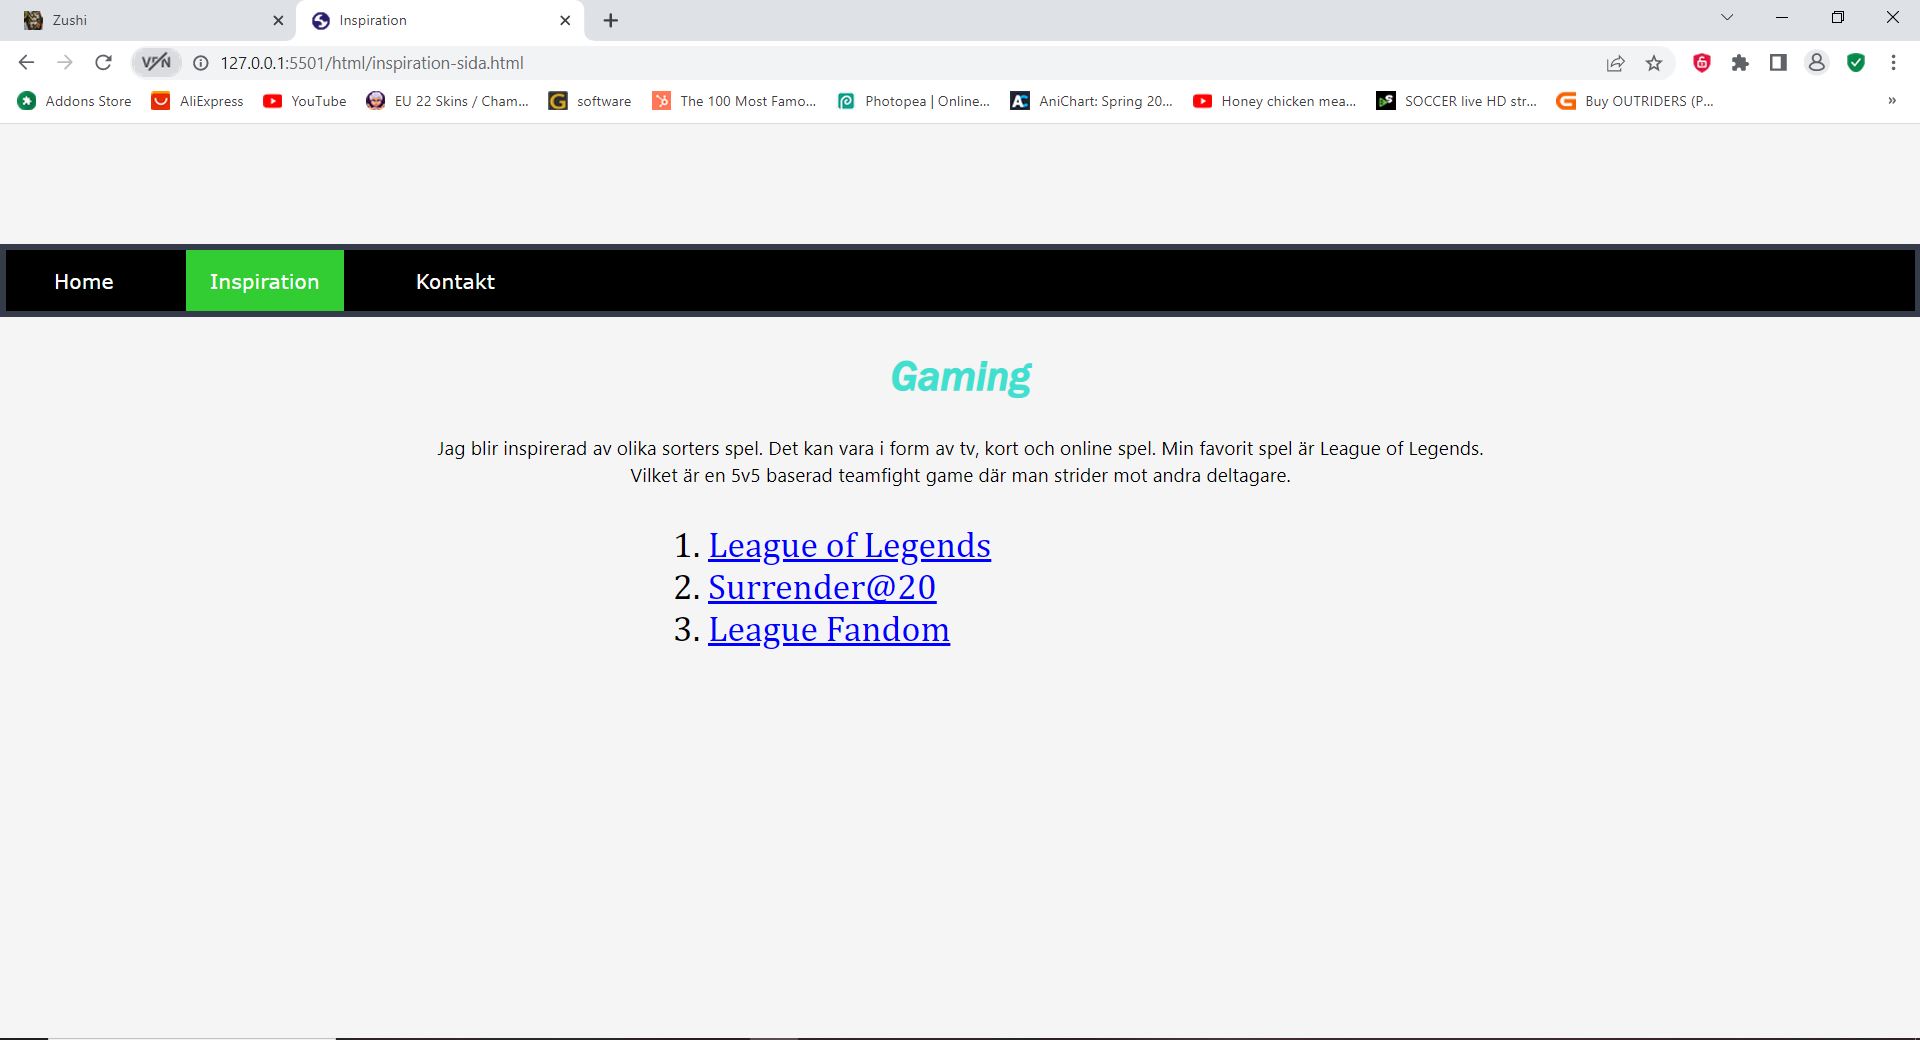 Zushi
Inspiration
VPN
127.0.0.1:5501/html/inspiration-sida.html
Addons Store
AliExpress
YouTube
EU 22 Skins / Cham...
software
The 100 Most Famo...
Photopea | Online...
AniChart: Spring 20...
Honey chicken mea...
SOCCER live HD str...
Buy OUTRIDERS (P...
»
Home
Inspiration
Kontakt
Gaming
Jag blir inspirerad av olika sorters spel. Det kan vara i form av tv, kort och online spel. Min favorit spel är League of Legends.
Vilket är en 5v5 baserad teamfight game där man strider mot andra deltagare.
1. League of Legends
2. Surrender@20
3. League Fandom